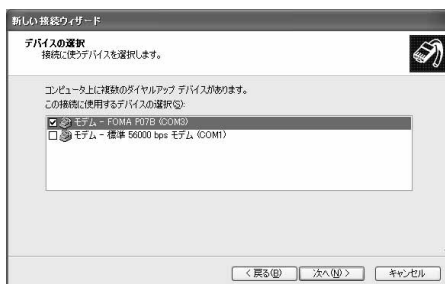 新しい接続ウィザード
デバイスの選択
接続に使うデバイスを選択します。
コンピュータ上に複数のダイヤルアップ デバイスがあります。
この接続に使用するデバイスの選択(S):
モデム - FOMA P07B (COM3)
モデム - 標準 56000 bps モデム (COM1)
< 戻る(B)
次へ(N) >
キャンセル